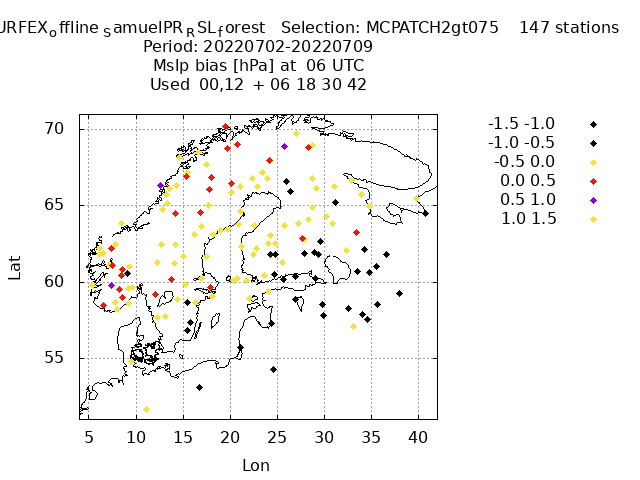 URFEXoffline SamuelPRRSLforest Selection: MCPATCH2gt075 147 stations
Period: 20220702-20220709
Mslp bias [hPa] at 06 UTC
Used 00,12 + 06 18 30 42
-1.5 -1.0
-1.0 -0.5
-0.5 0.0
0.0 0.5
0.5 1.0
1.0 1.5
70
65
60
55
Lat
5 10 15 20 25 30 35 40
Lon